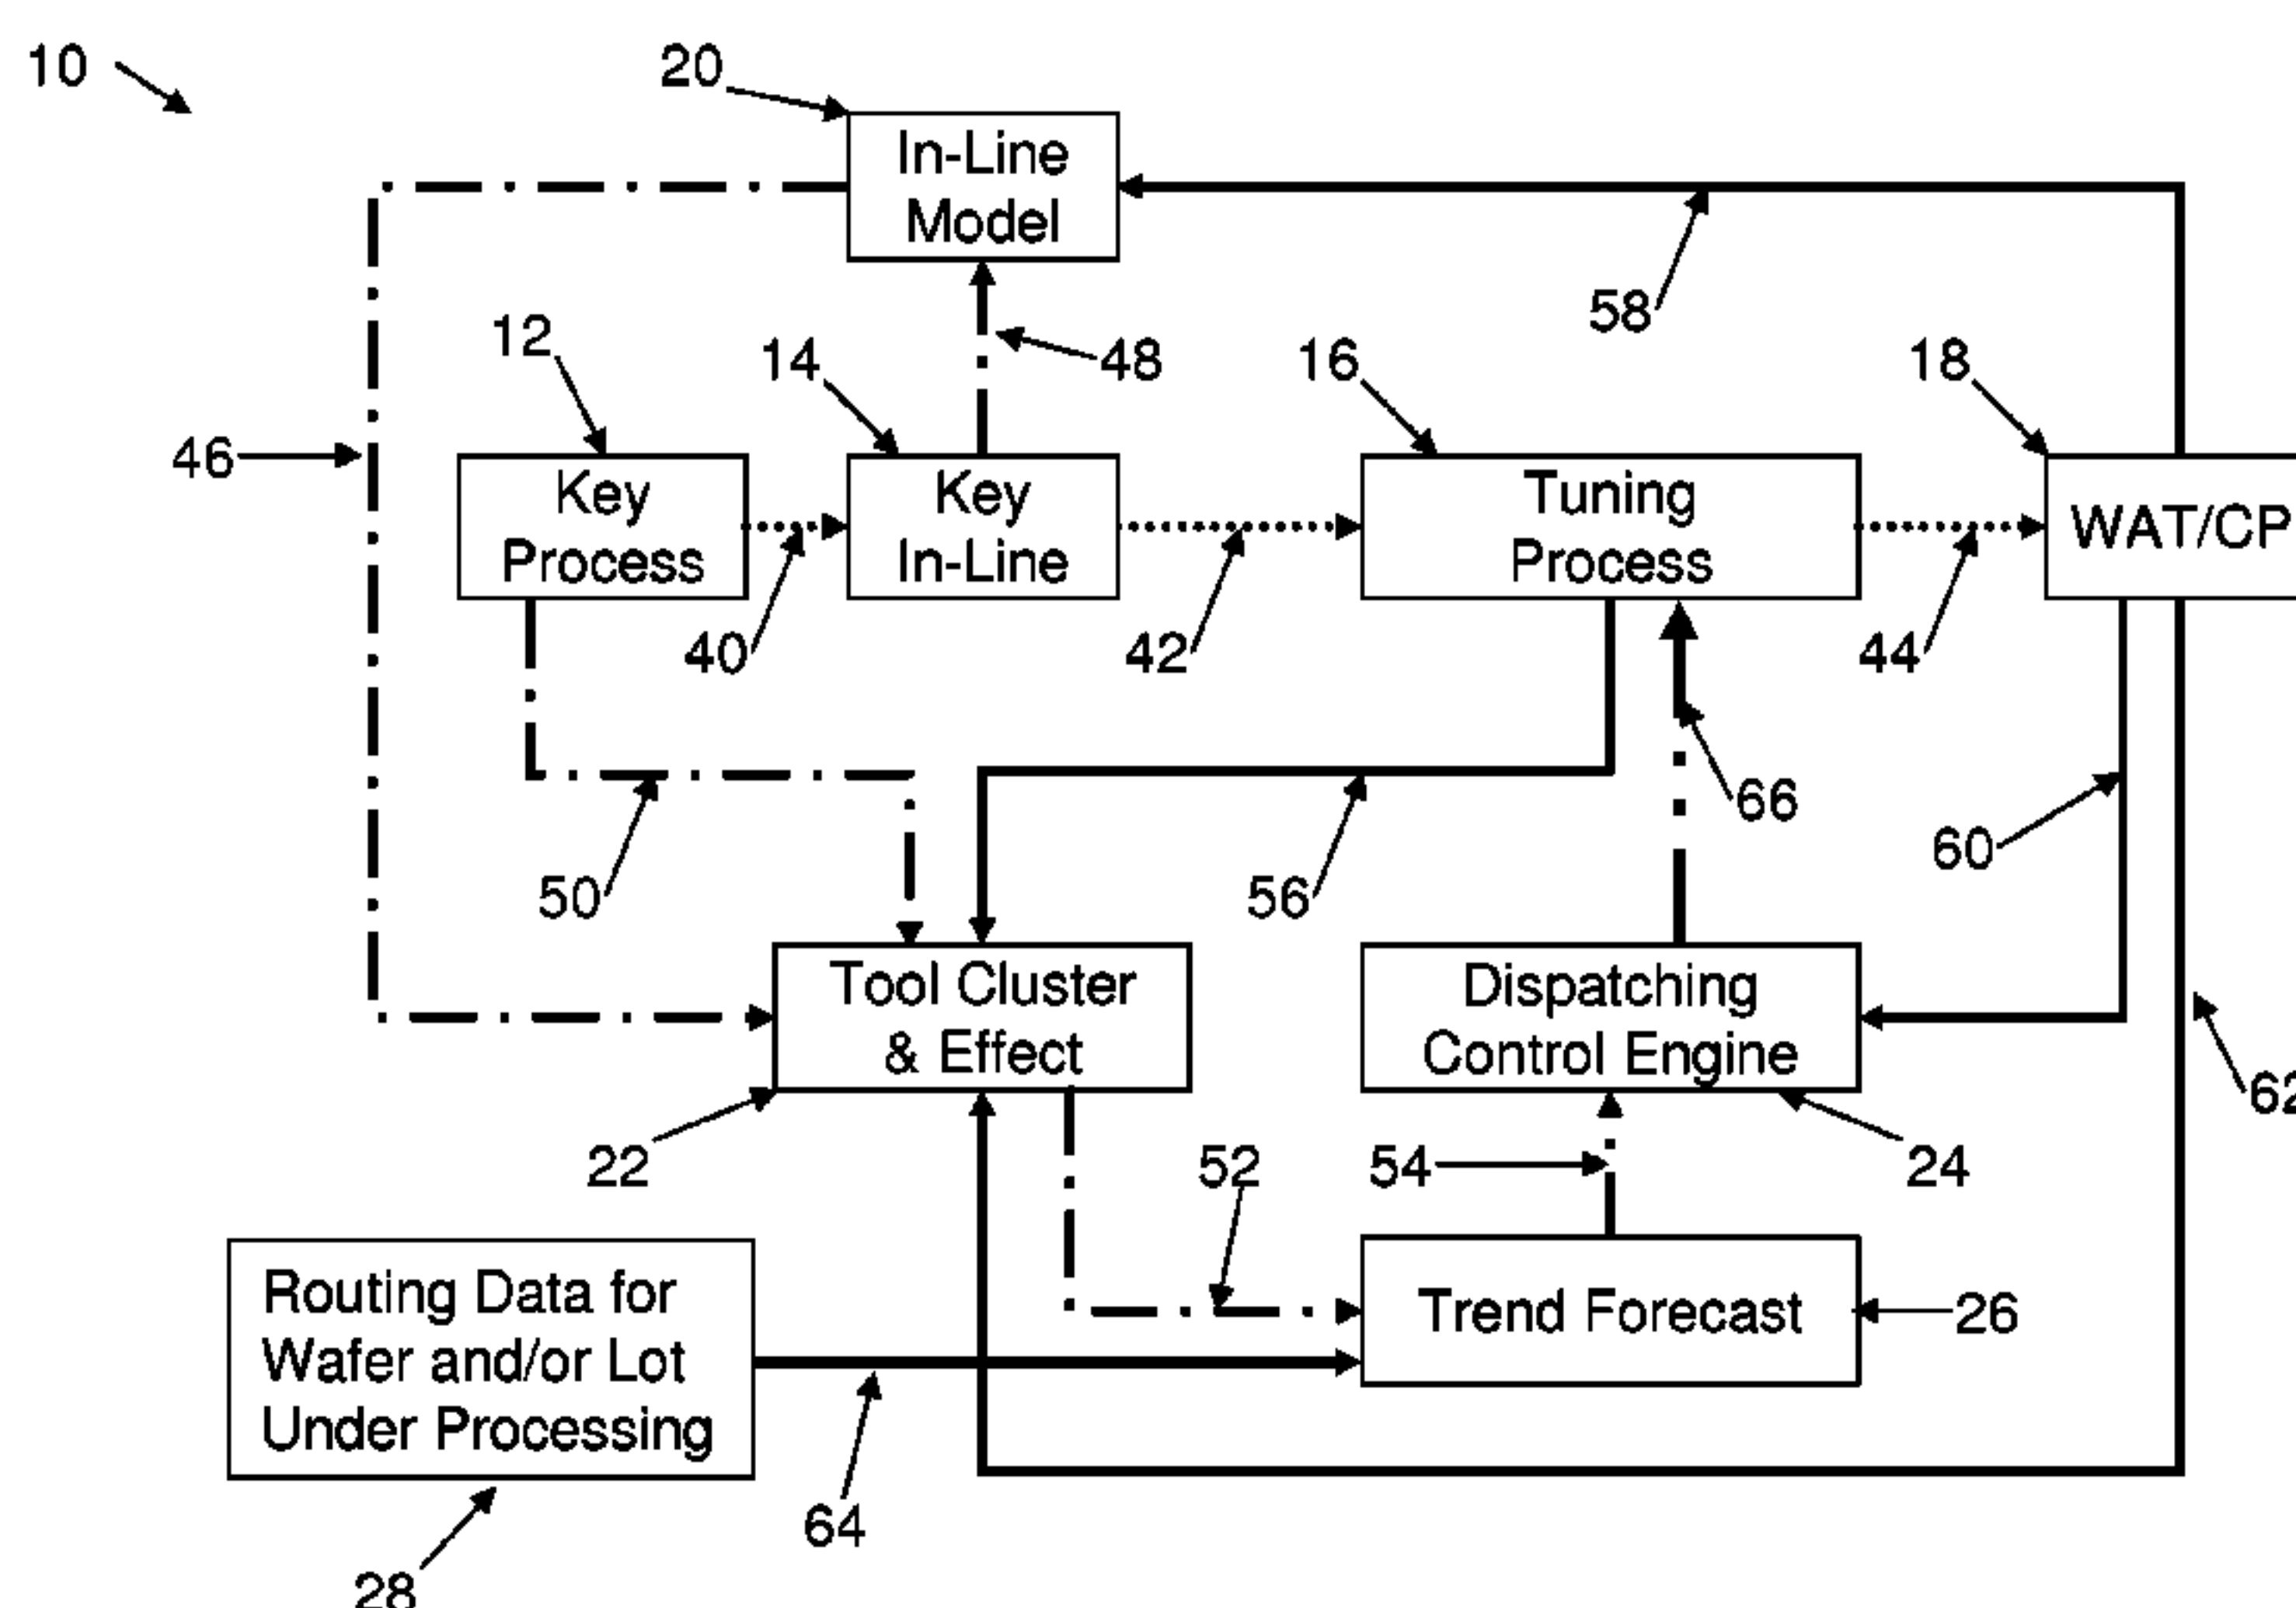 10
20
In-Line
Model
58
12
14
48
16
18
46
Key
Process
Key
In-Line
Tuning
Process
WAT/CP
40
42
44
66
60
50
56
Tool Cluster
& Effect
Dispatching
Control Engine
62
22
52
54
24
Routing Data for
Wafer and/or Lot
Under Processing
Trend Forecast
26
64
28